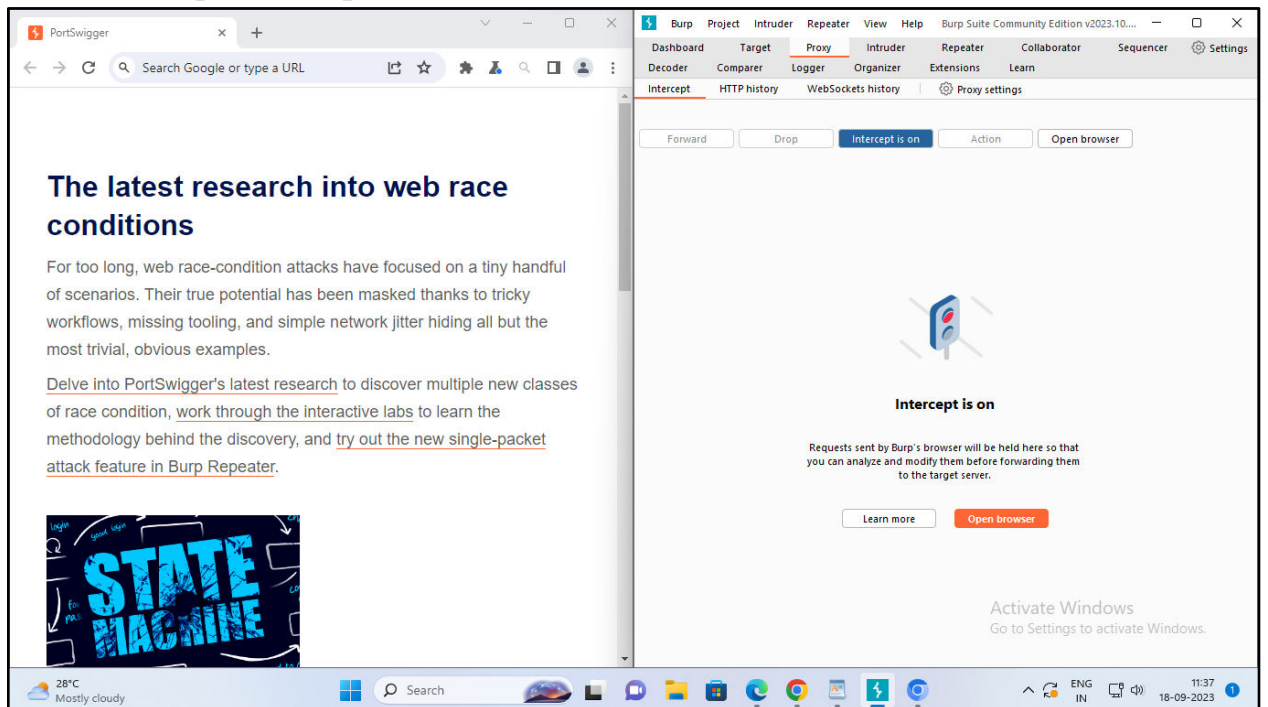 PortSwigger
Search Google or type a URL
The latest research into web race
conditions
For too long, web race-condition attacks have focused on a tiny handful
of scenarios. Their true potential has been masked thanks to tricky
workflows, missing tooling, and simple network jitter hiding all but the
most trivial, obvious examples.
Delve into PortSwigger's latest research to discover multiple new classes
of race condition, work through the interactive labs to learn the
methodology behind the discovery, and try out the new single-packet
attack feature in Burp Repeater.
login
good login
STATE
MACHINE
Burp Project Intruder Repeater View Help Burp Suite Community Edition v2023.10....
Dashboard Target Proxy Intruder Repeater Collaborator Sequencer Settings
Decoder Comparer Logger Organizer Extensions Learn
Intercept HTTP history WebSockets history Proxy settings
Forward Drop Intercept is on Action Open browser
Intercept is on
Requests sent by Burp's browser will be held here so that
you can analyze and modify them before forwarding them
to the target server.
Learn more Open browser
Activate Windows
Go to Settings to activate Windows.
28°C
Mostly cloudy
Search
ENG
IN
11:37
18-09-2023
1